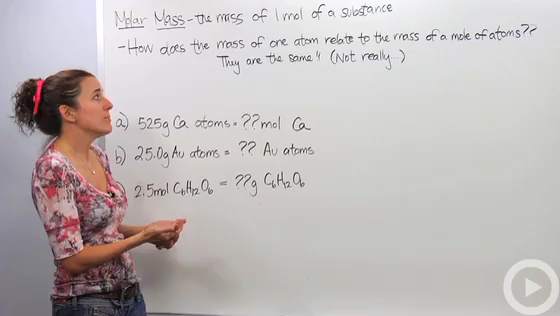 Molar Mass - the mass of 1 mol of a substance
- How does the mass of one atom relate to the mass of a mole of atoms??
They are the same" (Not really...)
a) 525g Ca atoms = ??mol Ca
b) 25.0g Au atoms = ?? Au atoms
2.5mol C₆H₁₂O₆ = ??g C₆H₁₂O₆